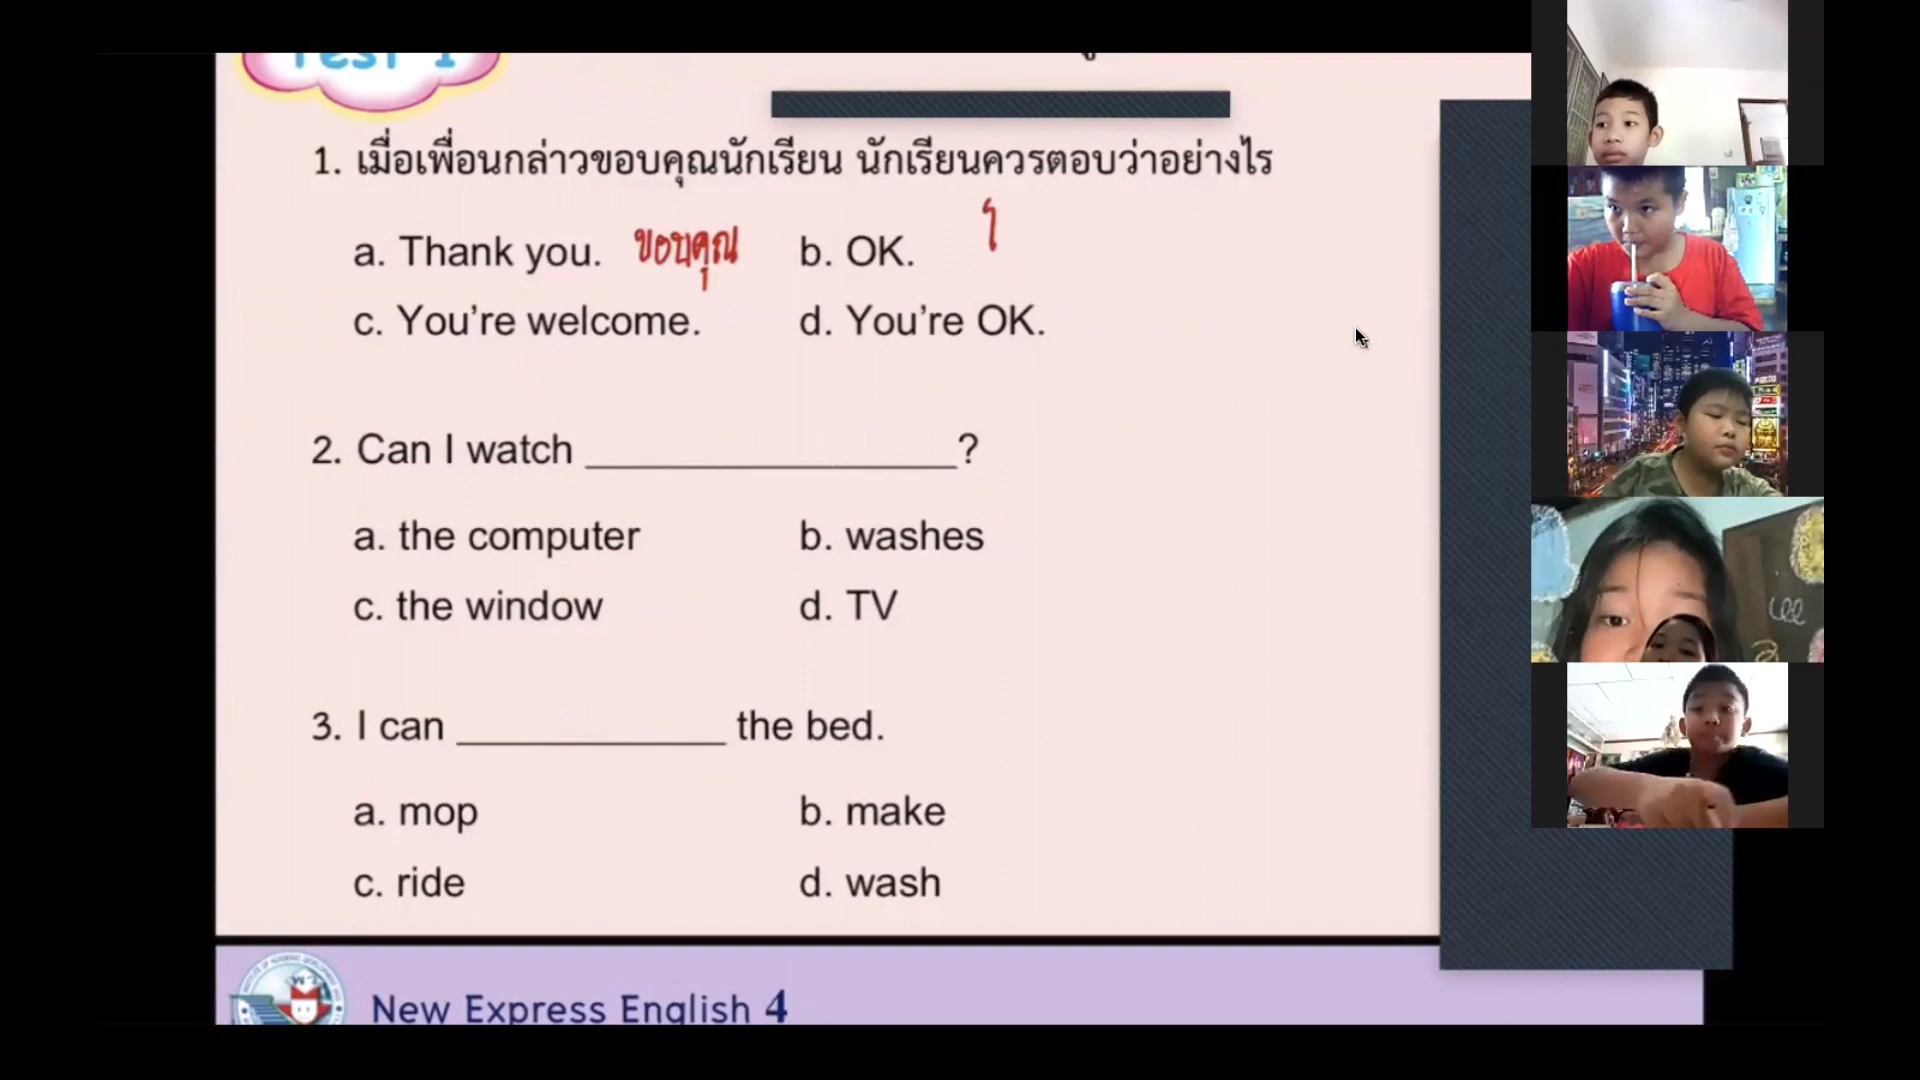 Test 1
1. เมื่อเพื่อนกล่าวขอบคุณนักเรียน นักเรียนควรตอบว่าอย่างไร
a. Thank you. ขอบคุณ b. OK.
c. You're welcome. d. You're OK.
2. Can I watch ________________?
a. the computer b. washes
c. the window d. TV
3. I can ____________ the bed.
a. mop b. make
c. ride d. wash
New Express English 4